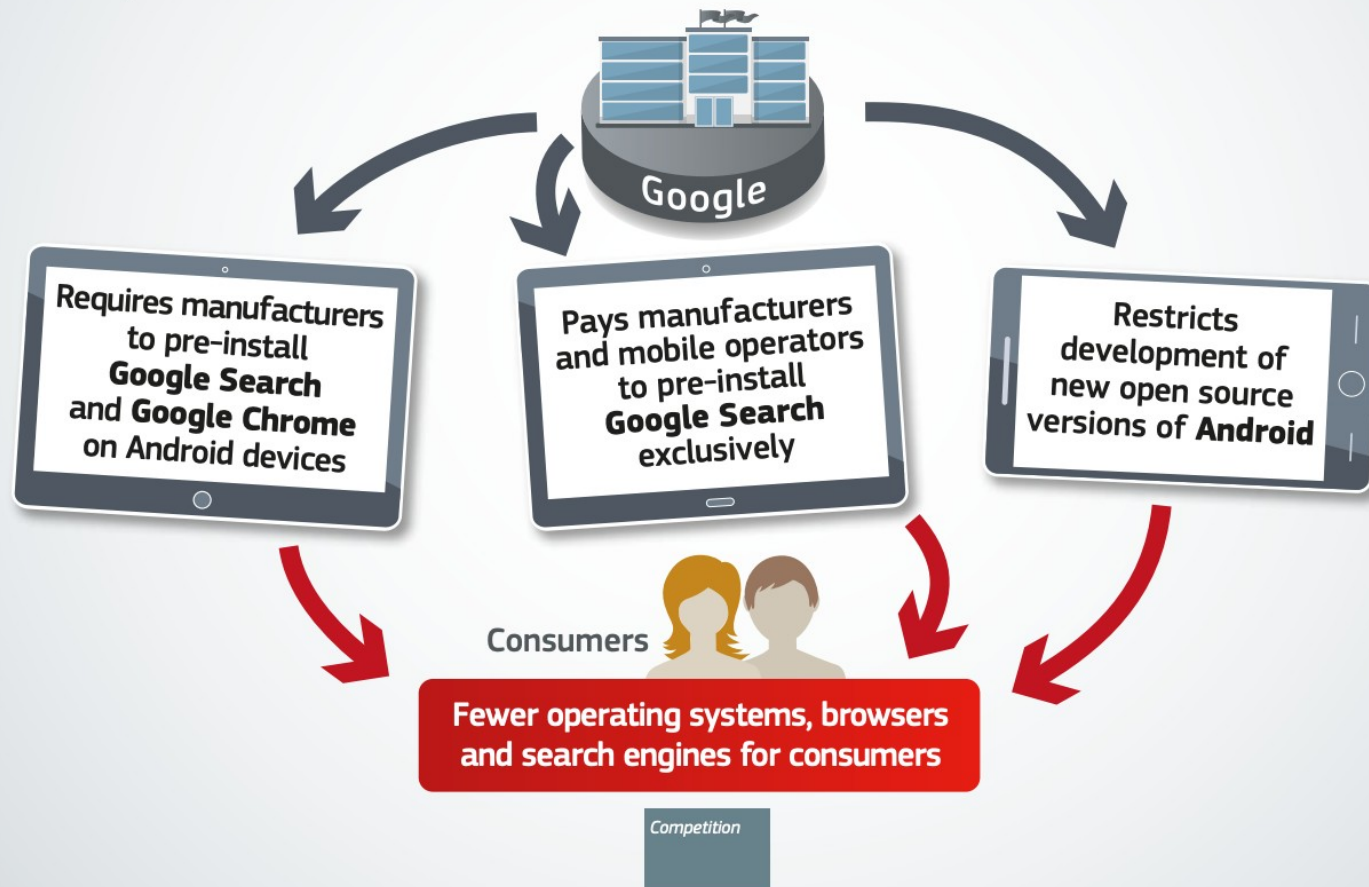 Google
Requires manufacturers
to pre-install
Google Search
and Google Chrome
on Android devices
Pays manufacturers
and mobile operators
to pre-install
Google Search
exclusively
Restricts
development of
new open source
versions of Android
Consumers
Fewer operating systems, browsers
and search engines for consumers
Competition